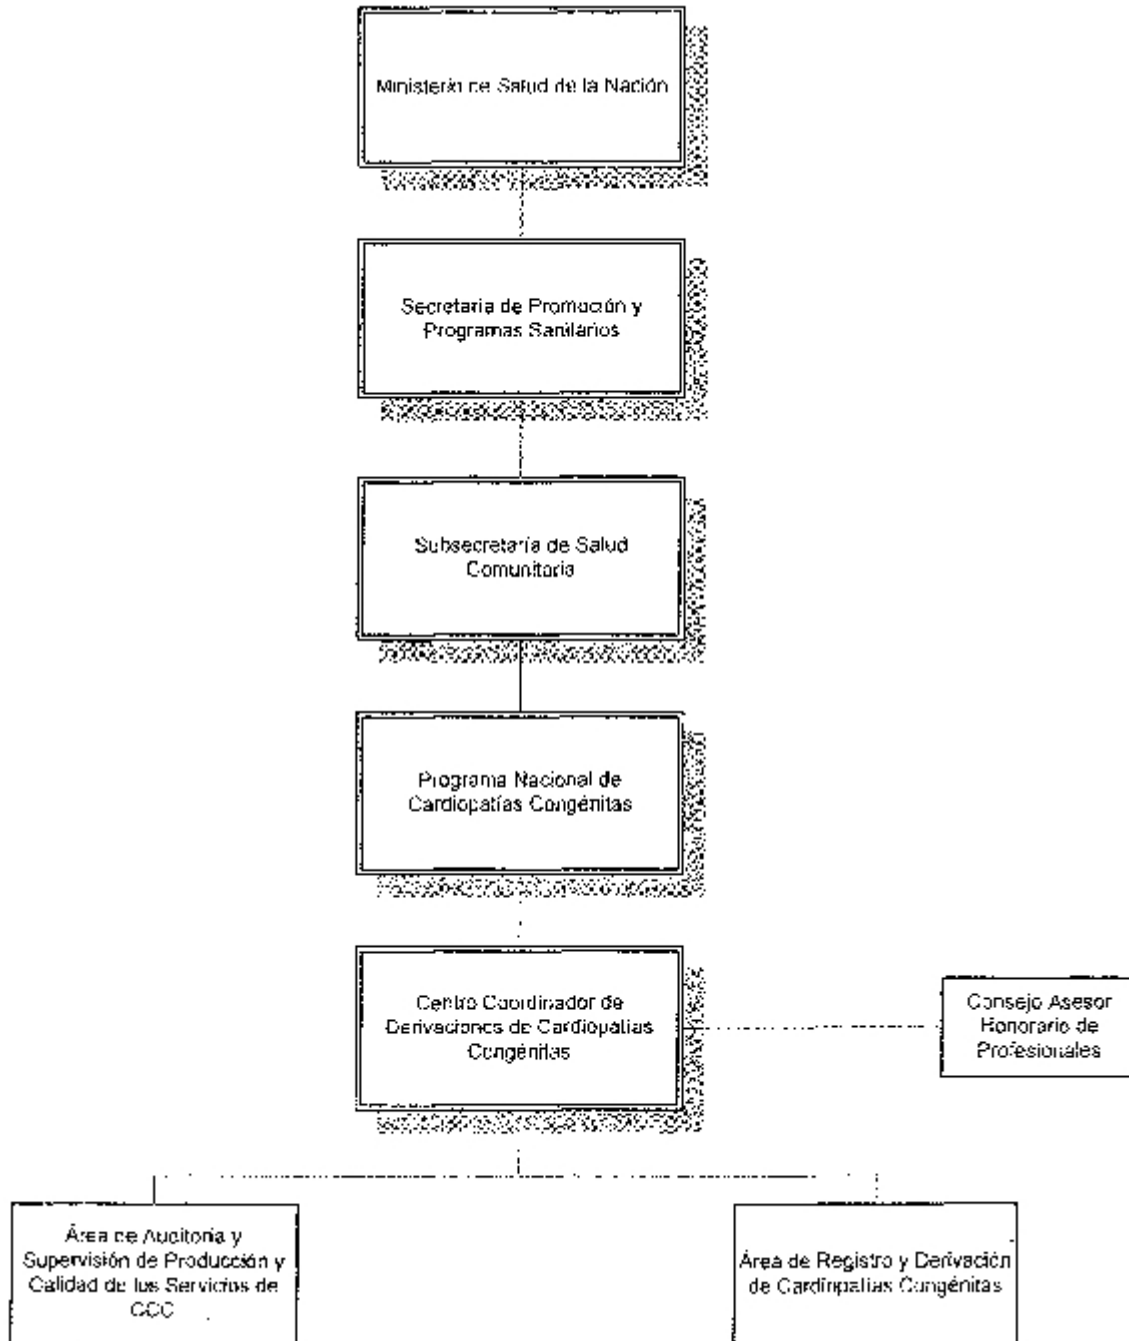 Ministerio de Salud de la Nación
Secretaria de Promoción y
Programas Sanitarios
Subsecretaría de Salud
Comunitaria
Programa Nacional de
Cardiopatías Congénitas
Centro Coordinador de
Derivaciones de Cardiopatías
Congénitas
Consejo Asesor
Honorario de
Profesionales
Área de Auditoría y
Supervisión de Producción y
Calidad de los Servicios de
CCC
Área de Registro y Derivación
de Cardiopatías Congénitas